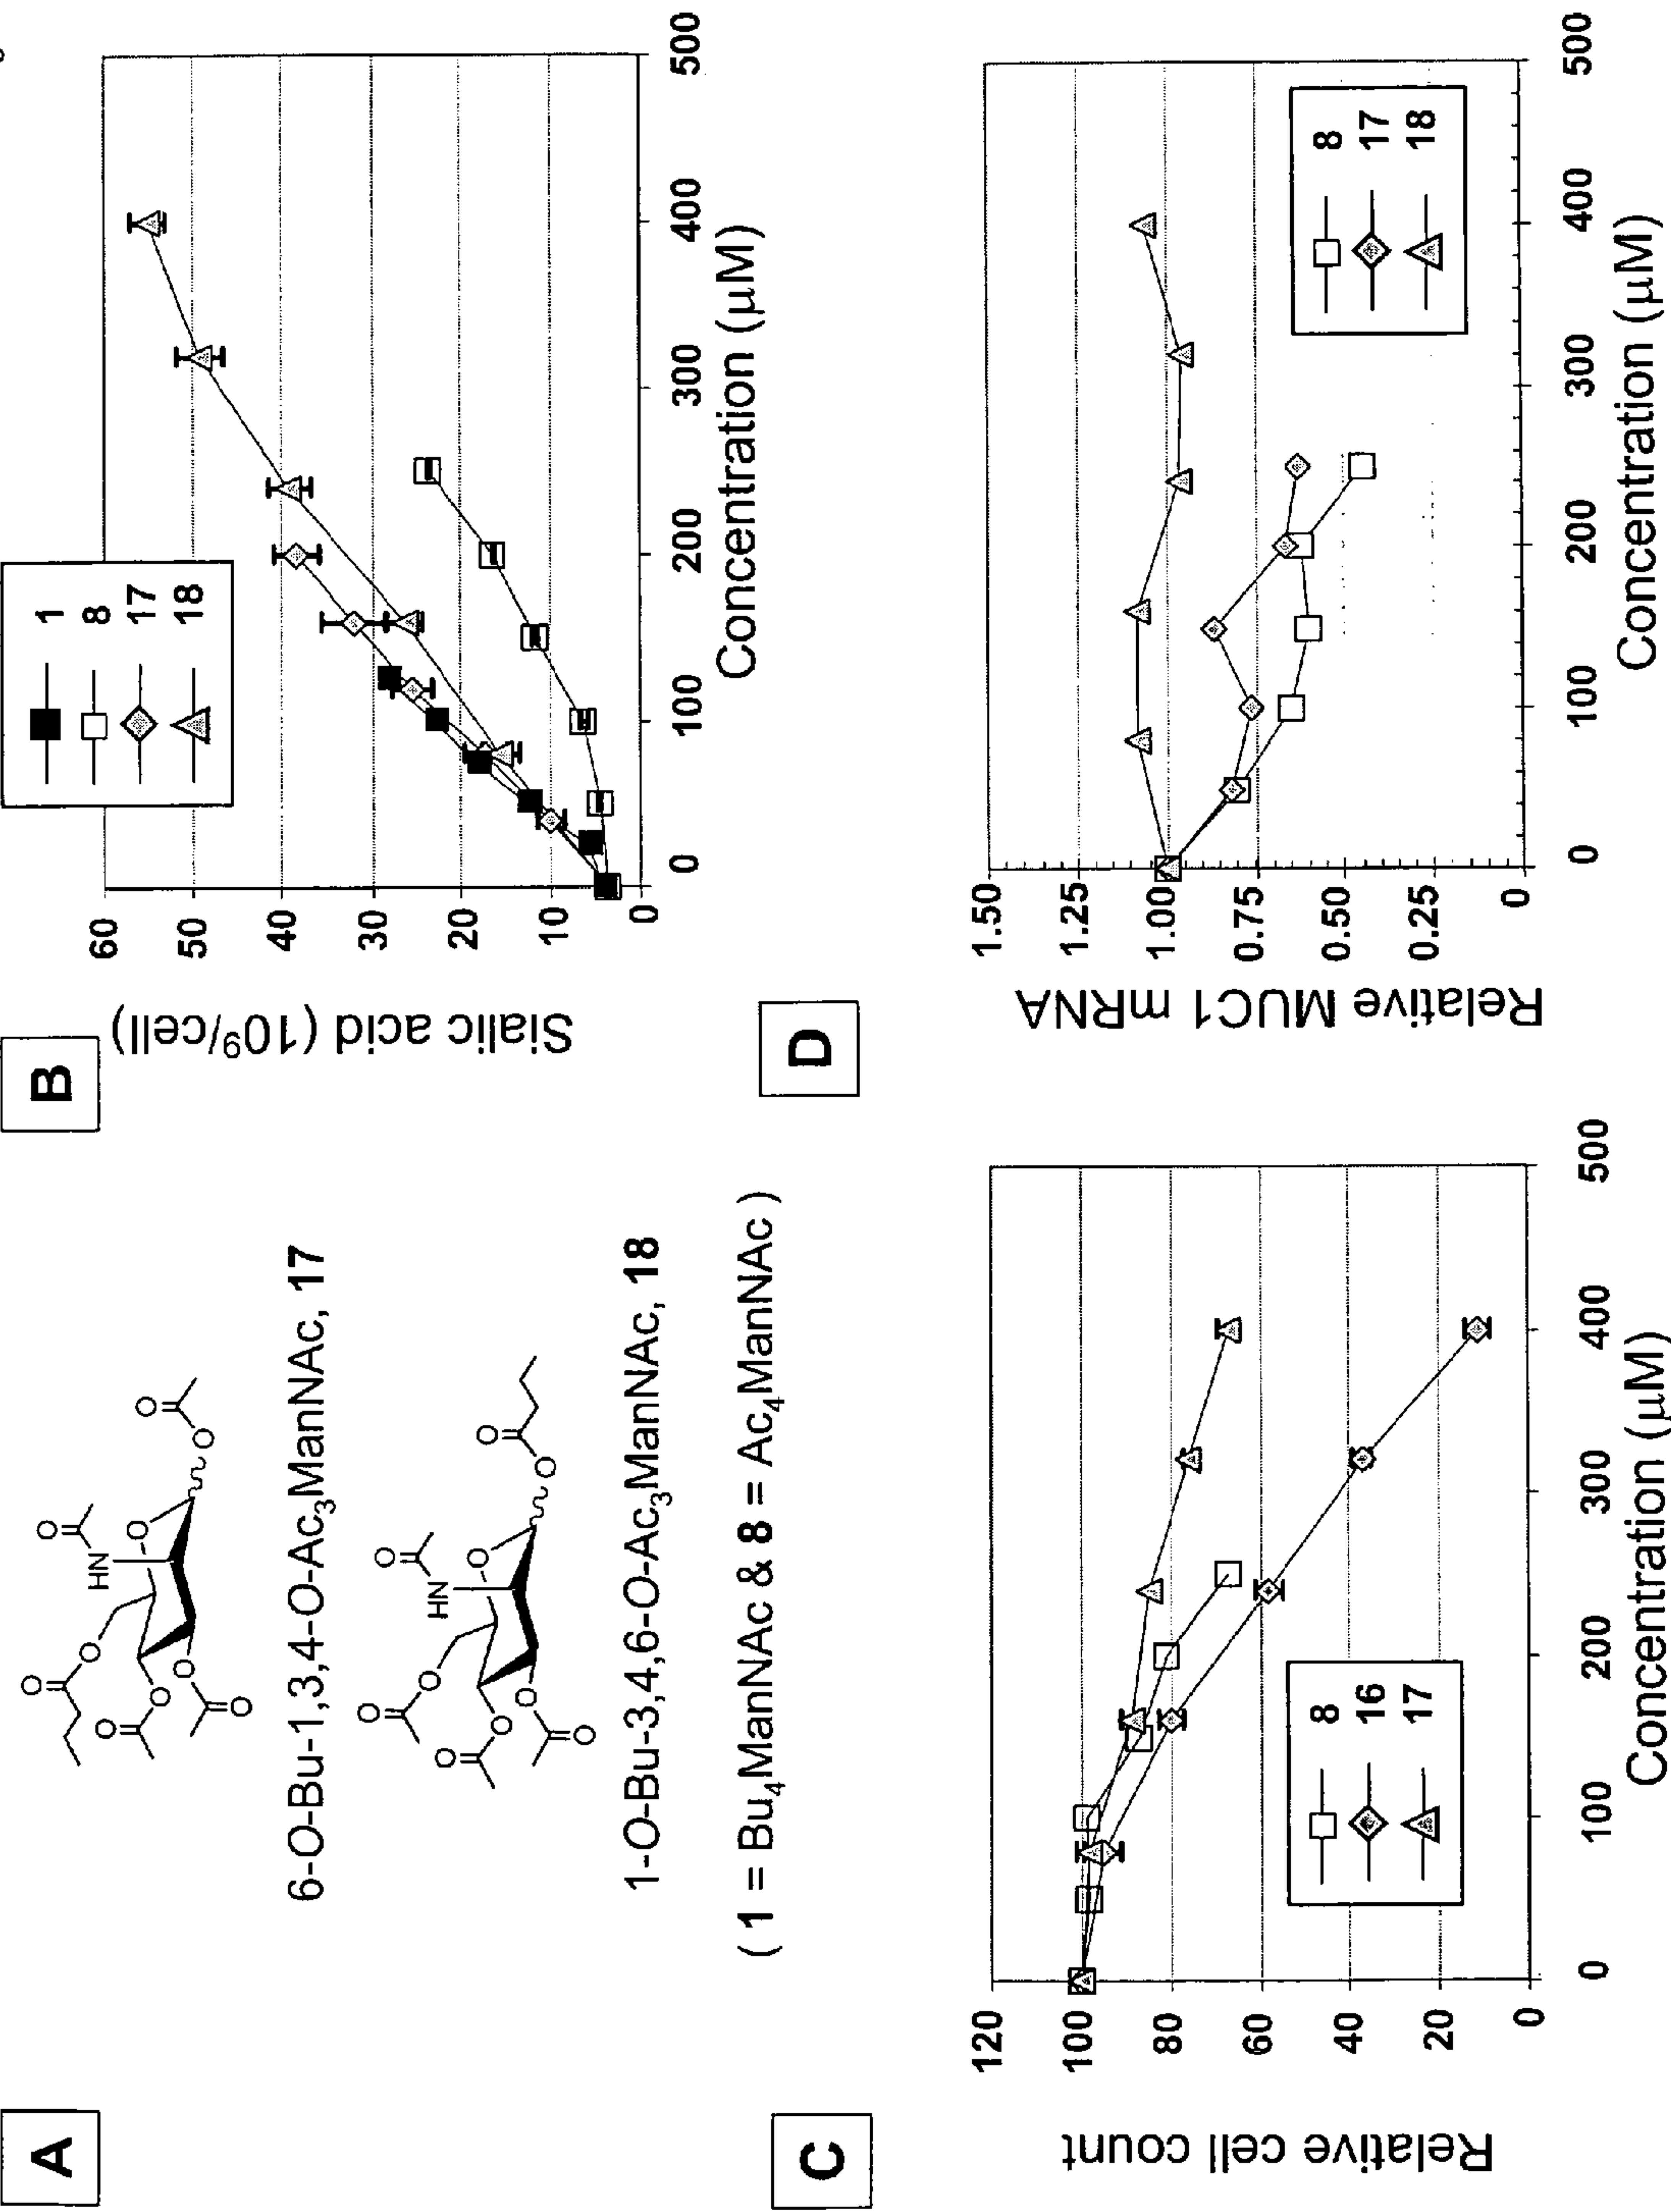 A
O
HN
O
O
O
O
O
O
O
O
O
6-O-Bu-1,3,4-O-Ac3ManNAc, 17
O
HN
O
O
O
O
O
O
O
O
O
1-O-Bu-3,4,6-O-Ac3ManNAc, 18
( 1 = Bu4ManNAc & 8 = Ac4ManNAc )
B
Sialic acid (10⁹/cell)
60
50
40
30
20
10
0
1
8
17
18
0 100 200 300 400 500
Concentration (μM)
C
Relative cell count
120
100
80
60
40
20
0
8
16
17
0 100 200 300 400 500
Concentration (μM)
D
Relative MUC1 mRNA
1.50
1.25
1.00
0.75
0.50
0.25
0
8
17
18
0 100 200 300 400 500
Concentration (μM)